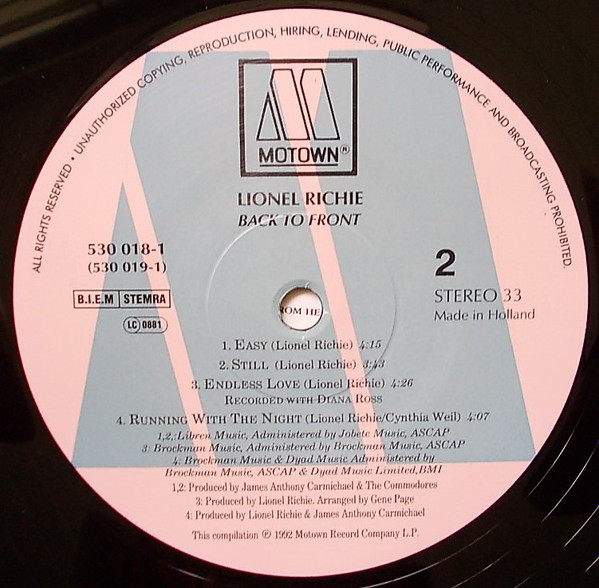 ALL RIGHTS RESERVED • UNAUTHORIZED COPYING, REPRODUCTION, HIRING, LENDING, PUBLIC PERFORMANCE AND BROADCASTING PROHIBITED.
MOTOWN®
LIONEL RICHIE
BACK TO FRONT
530 018-1
(530 019-1)
B.I.E.M STEMRA
LC 0881
2
STEREO 33
Made in Holland
ROM HE
1. EASY (Lionel Richie) 4:15
2. STILL (Lionel Richie) 3:43
3. ENDLESS LOVE (Lionel Richie) 4:26
RECORDED WITH DIANA ROSS
4. RUNNING WITH THE NIGHT (Lionel Richie/Cynthia Weil) 4:07
1,2,:Libren Music, Administered by Jobete Music, ASCAP
3: Brockman Music, Administered by Brockman Music, ASCAP
4: Brockman Music & Dyad Music Administered by
Brockman Music, ASCAP & Dyad Music Limited,BMI
1,2: Produced by James Anthony Carmichael & The Commodores
3: Produced by Lionel Richie. Arranged by Gene Page
4: Produced by Lionel Richie & James Anthony Carmichael
This compilation ℗ 1992 Motown Record Company L.P.